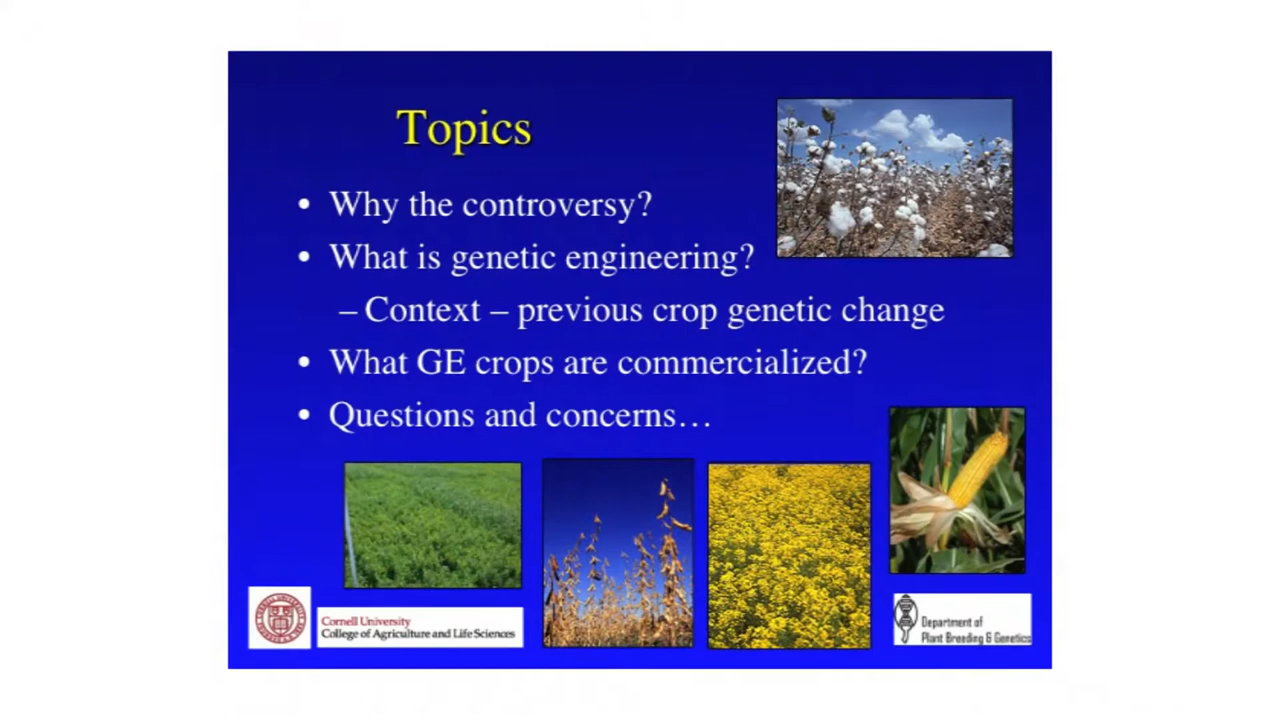 Topics
• Why the controversy?
• What is genetic engineering?
– Context – previous crop genetic change
• What GE crops are commercialized?
• Questions and concerns…
Cornell University
College of Agriculture and Life Sciences
Department of
Plant Breeding & Genetics